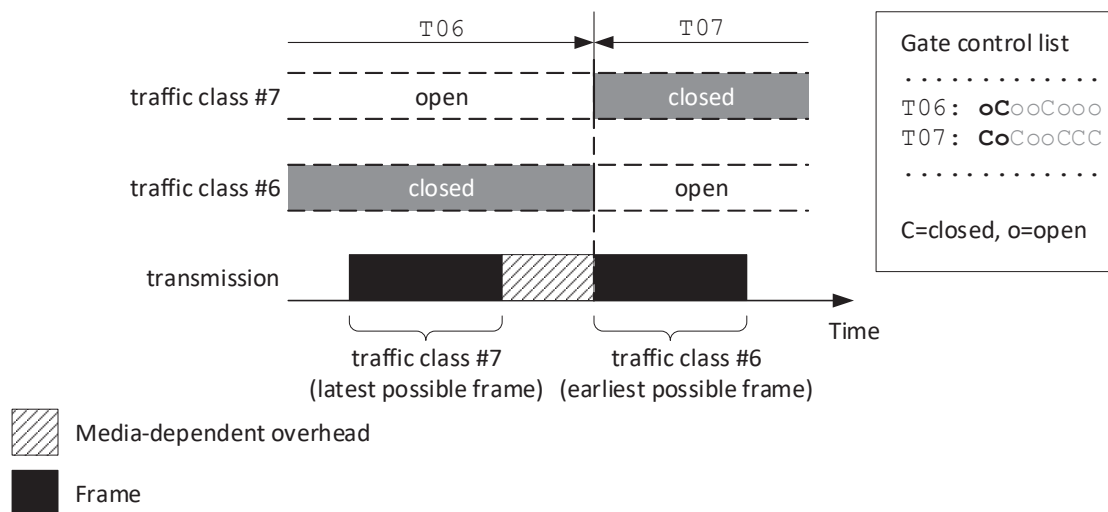 T06
T07
traffic class #7
open
closed
traffic class #6
closed
open
transmission
Time
traffic class #7
(latest possible frame)
traffic class #6
(earliest possible frame)
Media-dependent overhead
Frame
Gate control list
. . . . . . . . . . . . .
T06: oCooCooo
T07: CoCooCCC
. . . . . . . . . . . . .
C=closed, o=open